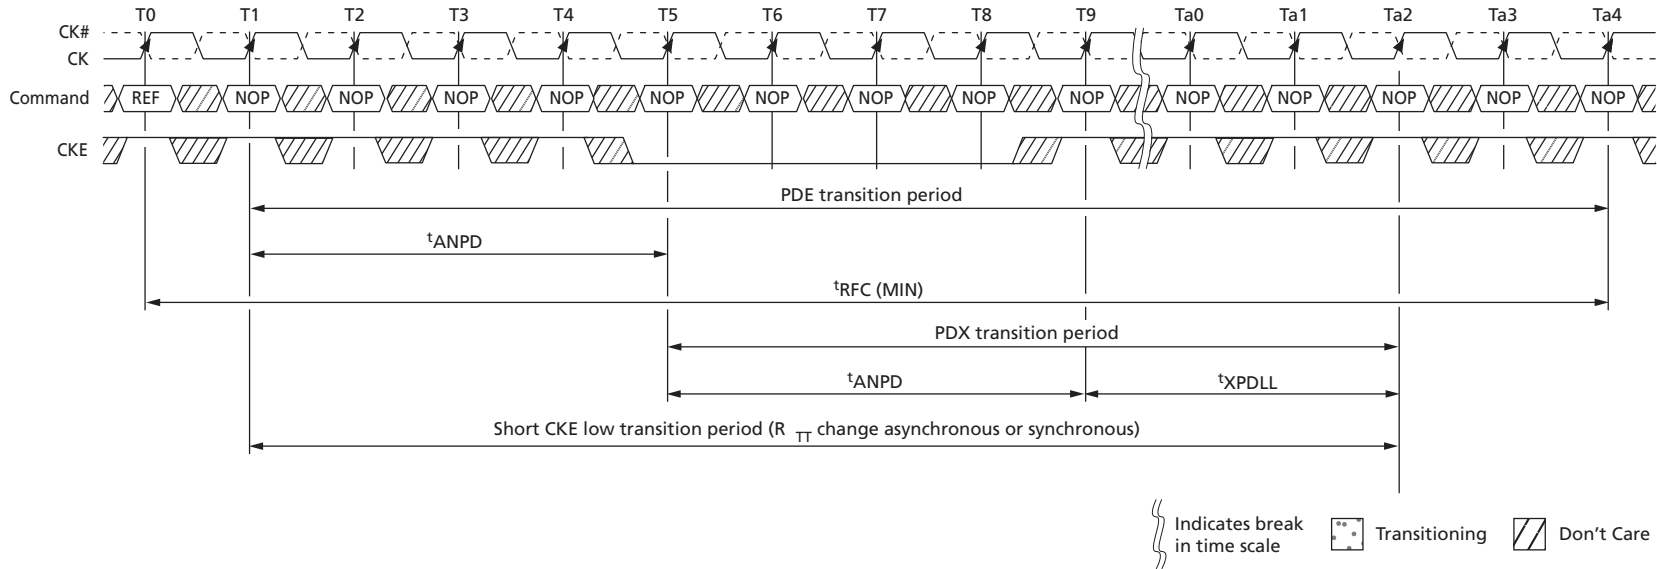 T0 T1 T2 T3 T4 T5 T6 T7 T8 T9 Ta0 Ta1 Ta2 Ta3 Ta4
CK#
CK
Command REF NOP NOP NOP NOP NOP NOP NOP NOP NOP NOP NOP NOP NOP NOP
CKE
PDE transition period
tANPD
tRFC (MIN)
PDX transition period
tANPD tXPDLL
Short CKE low transition period (R TT change asynchronous or synchronous)
Indicates break
in time scale
Transitioning
Don't Care